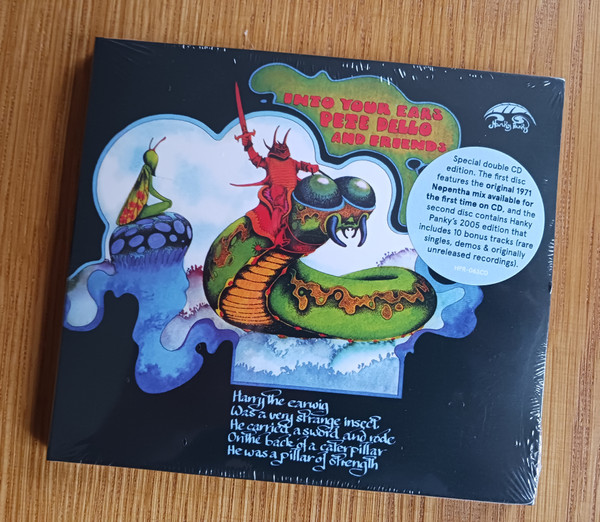 INTO YOUR EARS
PETE DELLO
AND FRIENDS
Hanky Panky
Special double CD
edition. The first disc
features the original 1971
Nepentha mix available for
the first time on CD, and the
second disc contains Hanky
Panky's 2005 edition that
includes 10 bonus tracks (rare
singles, demos & originally
unreleased recordings).
Harry the earwig
Was a very strange insect
He carried a sword and rode
On the back of a caterpillar
He was a pillar of strength